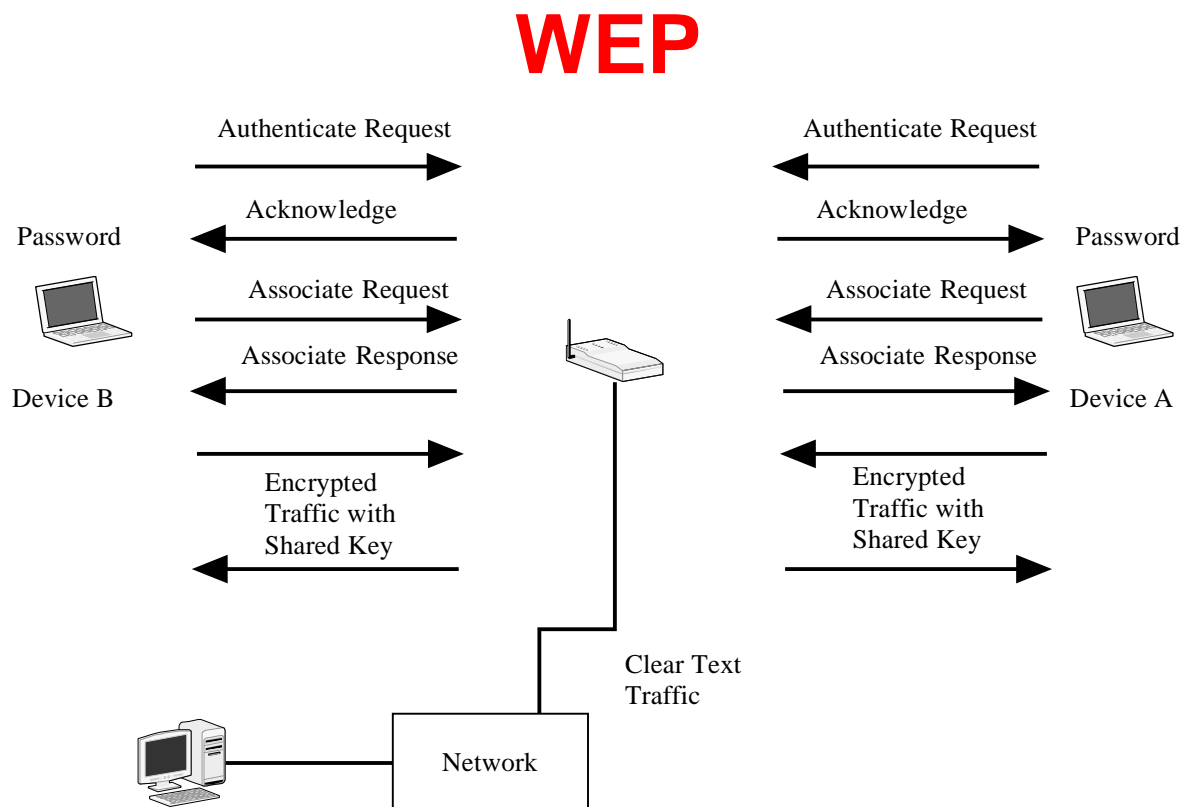 WEP
Authenticate Request
Authenticate Request
Acknowledge
Acknowledge
Password
Password
Associate Request
Associate Request
Associate Response
Associate Response
Device B
Device A
Encrypted
Traffic with
Shared Key
Encrypted
Traffic with
Shared Key
Clear Text
Traffic
Network